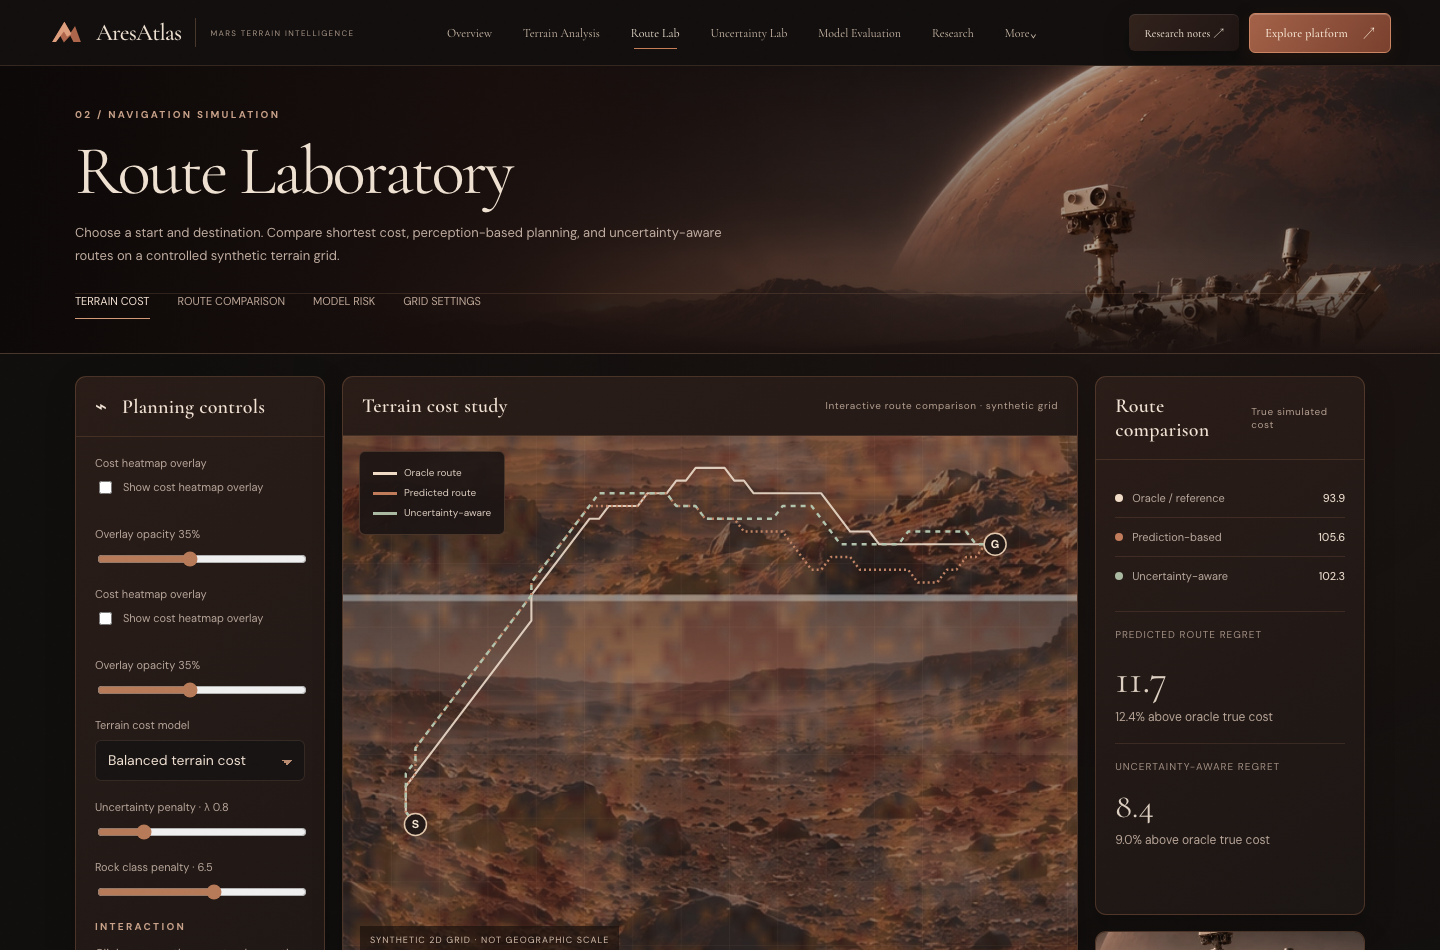 AresAtlas
MARS TERRAIN INTELLIGENCE
Overview
Terrain Analysis
Route Lab
Uncertainty Lab
Model Evaluation
Research
More
Research notes ↗
Explore platform ↗
02 / NAVIGATION SIMULATION
Route Laboratory
Choose a start and destination. Compare shortest cost, perception-based planning, and uncertainty-aware
routes on a controlled synthetic terrain grid.
TERRAIN COST
ROUTE COMPARISON
MODEL RISK
GRID SETTINGS
Planning controls
Cost heatmap overlay
Show cost heatmap overlay
Overlay opacity 35%
Cost heatmap overlay
Show cost heatmap overlay
Overlay opacity 35%
Terrain cost model
Balanced terrain cost
Uncertainty penalty · λ 0.8
Rock class penalty · 6.5
INTERACTION
Terrain cost study
Interactive route comparison · synthetic grid
Oracle route
Predicted route
Uncertainty-aware
G
S
SYNTHETIC 2D GRID · NOT GEOGRAPHIC SCALE
Route
comparison
True simulated
cost
Oracle / reference 93.9
Prediction-based 105.6
Uncertainty-aware 102.3
PREDICTED ROUTE REGRET
11.7
12.4% above oracle true cost
UNCERTAINTY-AWARE REGRET
8.4
9.0% above oracle true cost